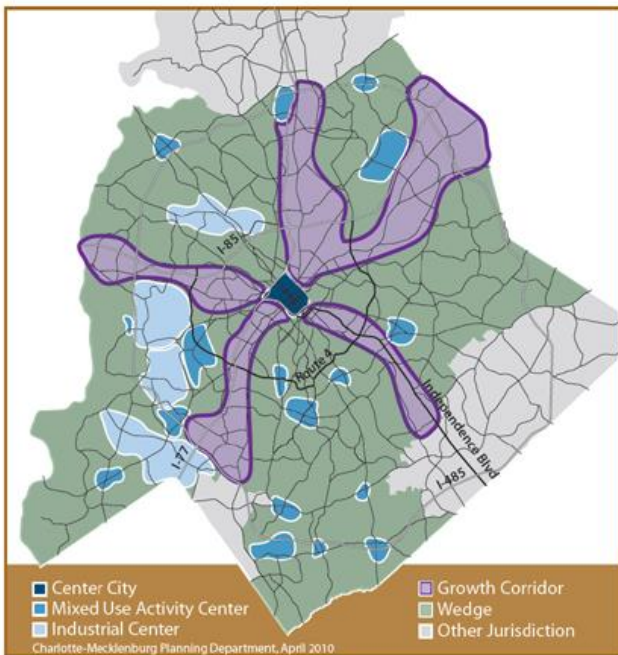 I-85
Route 4
Independence Blvd
I-77
I-485
Center City
Mixed Use Activity Center
Industrial Center
Growth Corridor
Wedge
Other Jurisdiction
Charlotte-Mecklenburg Planning Department, April 2010